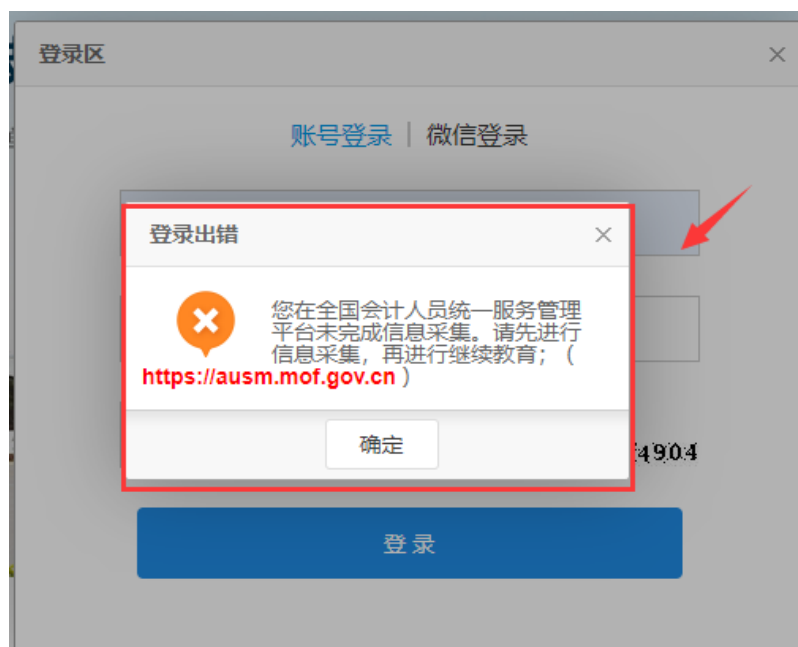 登录区
账号登录 | 微信登录
登录出错
您在全国会计人员统一服务管理
平台未完成信息采集。请先进行
信息采集，再进行继续教育；（
https://ausm.mof.gov.cn ）
确定
4904
登 录